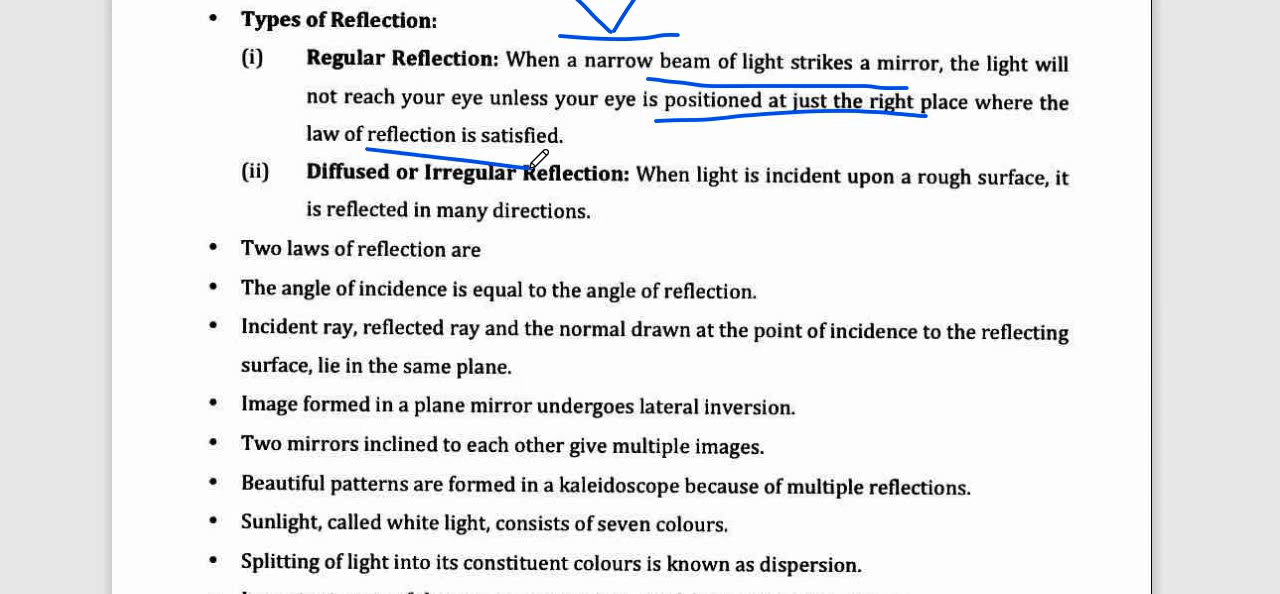 • Types of Reflection:
(i) Regular Reflection: When a narrow beam of light strikes a mirror, the light will
not reach your eye unless your eye is positioned at just the right place where the
law of reflection is satisfied.
(ii) Diffused or Irregular Reflection: When light is incident upon a rough surface, it
is reflected in many directions.
• Two laws of reflection are
• The angle of incidence is equal to the angle of reflection.
• Incident ray, reflected ray and the normal drawn at the point of incidence to the reflecting
surface, lie in the same plane.
• Image formed in a plane mirror undergoes lateral inversion.
• Two mirrors inclined to each other give multiple images.
• Beautiful patterns are formed in a kaleidoscope because of multiple reflections.
• Sunlight, called white light, consists of seven colours.
• Splitting of light into its constituent colours is known as dispersion.